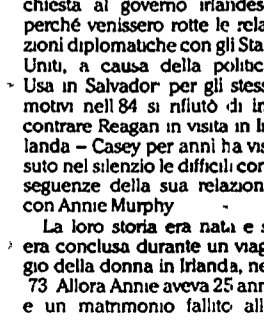 chiesta al governo irlandes
perché venissero rotte le rela
zioni diplomatiche con gli Sta
Uniti, a causa della politic
Usa in Salvador per gli stess
motivi nell 84 si rifiutò di in
contrare Reagan in visita in Ir
landa – Casey per anni ha vis
suto nel silenzio le difficili con
seguenze della sua relazion
con Annie Murphy
La loro storia era nata e s
era conclusa durante un viag
gio della donna in Irlanda, ne
73 Allora Annie aveva 25 ann
e un matrimonio fallito all